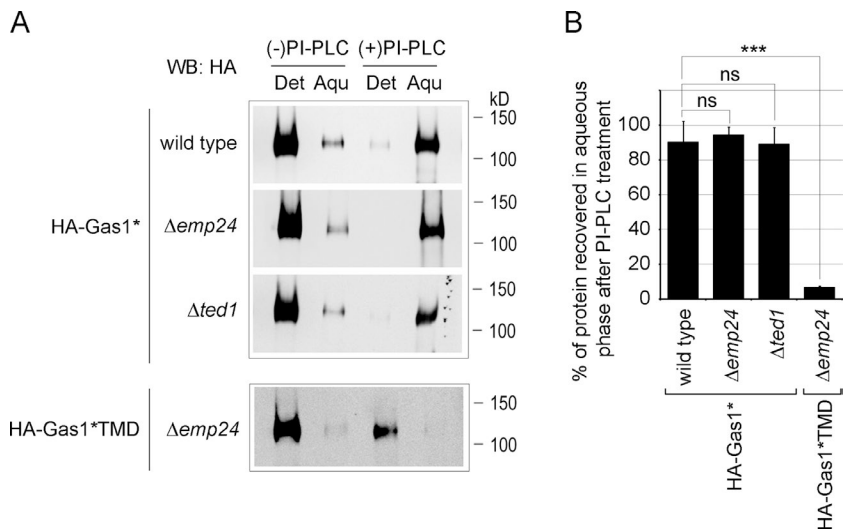 A
(-)PI-PLC (+)PI-PLC
WB: HA
Det Aqu Det Aqu
kD
HA-Gas1*
wild type
150
100
Δemp24
150
100
Δted1
150
100
HA-Gas1*TMD
Δemp24
150
100
B
***
ns
ns
% of protein recovered in aqueous
phase after PI-PLC treatment
100
80
60
40
20
0
wild type
Δemp24
Δted1
Δemp24
HA-Gas1*
HA-Gas1*TMD